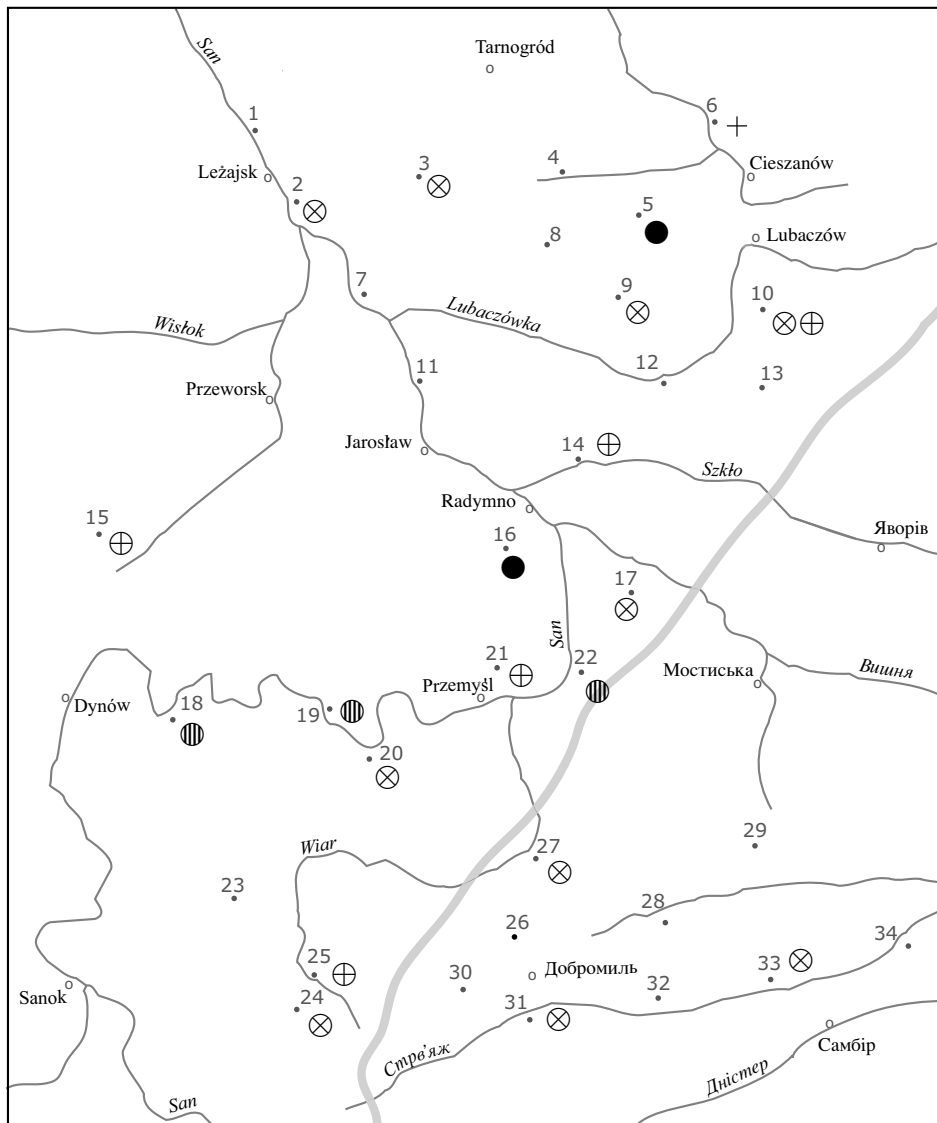 San
Tarnogród
1
6
3
4
Leżajsk
Cieszanów
2
5
8
Lubaczów
7
9
10
Lubaczówka
Wisłok
11
12
13
Przeworsk
Jarosław
14
Szkło
Radymno
15
16
Яворів
17
San
21
22
Мостиська
Вишня
Przemyśl
Dynów
18
19
20
Wiar
27
29
23
28
26
34
25
30
Добромиль
33
Sanok
24
31
32
Самбір
Стрв’яж
Дністер
San